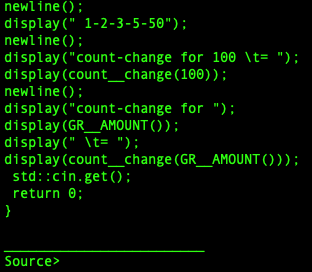 newline();
display(" 1-2-3-5-50");
newline();
display("count-change for 100 \t= ");
display(count__change(100));
newline();
display("count-change for ");
display(GR__AMOUNT());
display(" \t= ");
display(count__change(GR__AMOUNT()));
 std::cin.get();
 return 0;
}
_________________________
Source>